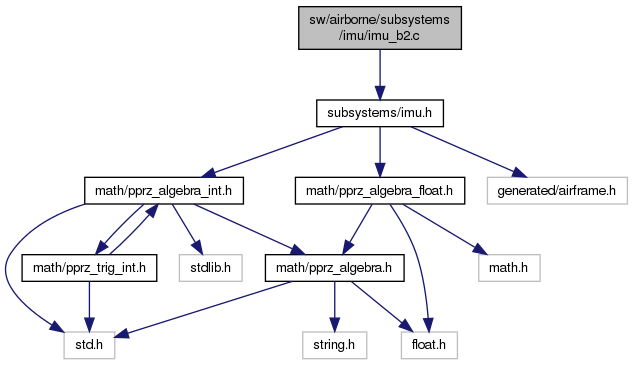 sw/airborne/subsystems
/imu/imu_b2.c
subsystems/imu.h
math/pprz_algebra_int.h
math/pprz_algebra_float.h
generated/airframe.h
math/pprz_trig_int.h
stdlib.h
math/pprz_algebra.h
math.h
std.h
string.h
float.h